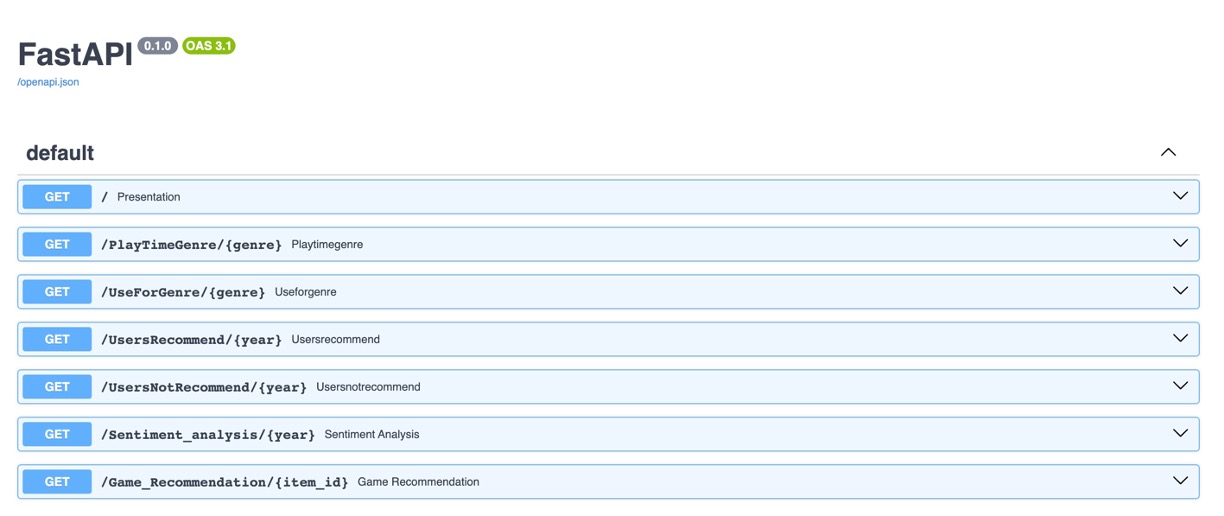 FastAPI 0.1.0 OAS 3.1
/openapi.json
default
GET / Presentation
GET /PlayTimeGenre/{genre} Playtimegenre
GET /UseForGenre/{genre} Useforgenre
GET /UsersRecommend/{year} Usersrecommend
GET /UsersNotRecommend/{year} Usersnotrecommend
GET /Sentiment_analysis/{year} Sentiment Analysis
GET /Game_Recommendation/{item_id} Game Recommendation